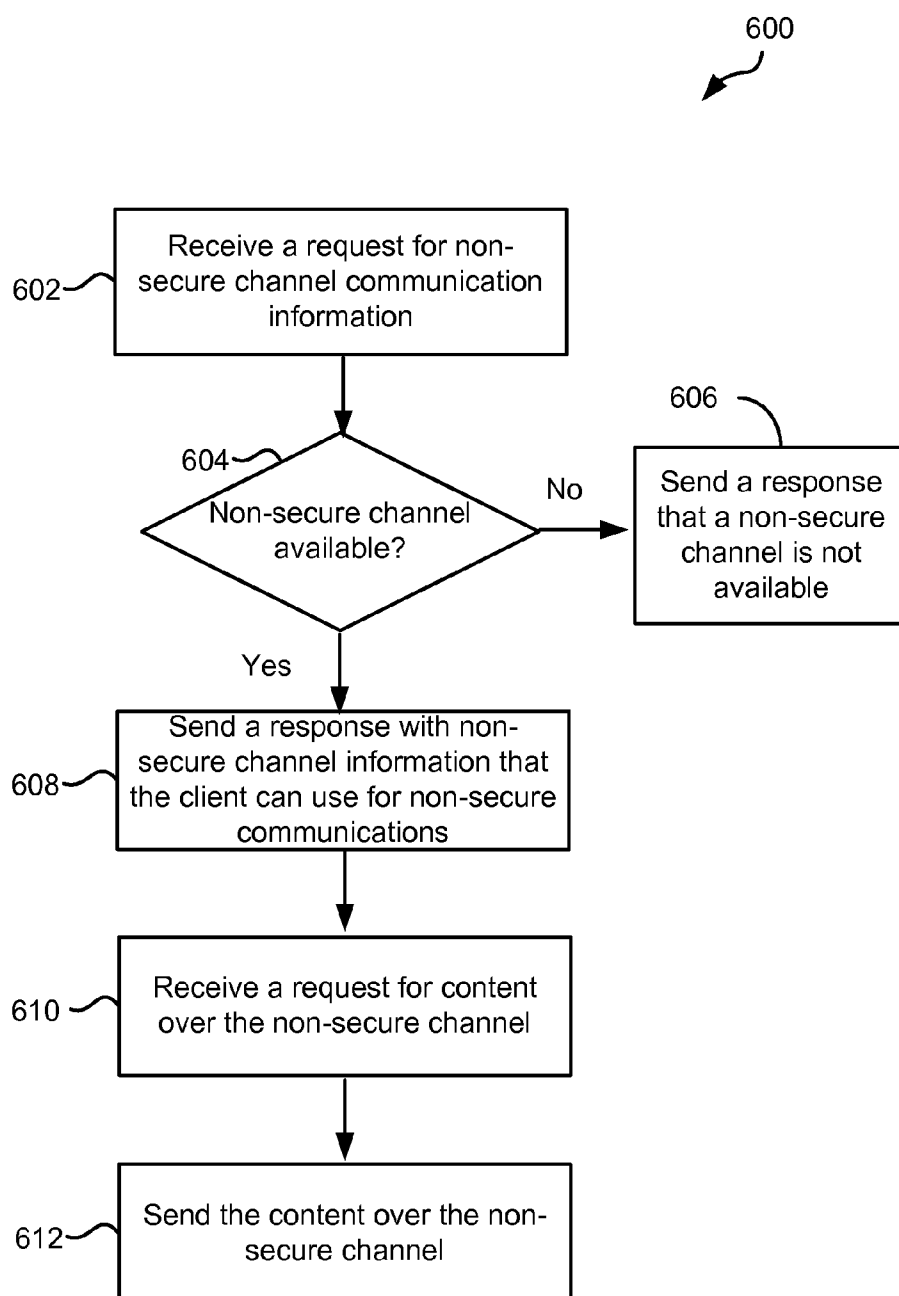 600
602
Receive a request for non-
secure channel communication
information
604
Non-secure channel
available?
No
606
Send a response
that a non-secure
channel is not
available
Yes
608
Send a response with non-
secure channel information that
the client can use for non-secure
communications
610
Receive a request for content
over the non-secure channel
612
Send the content over the non-
secure channel